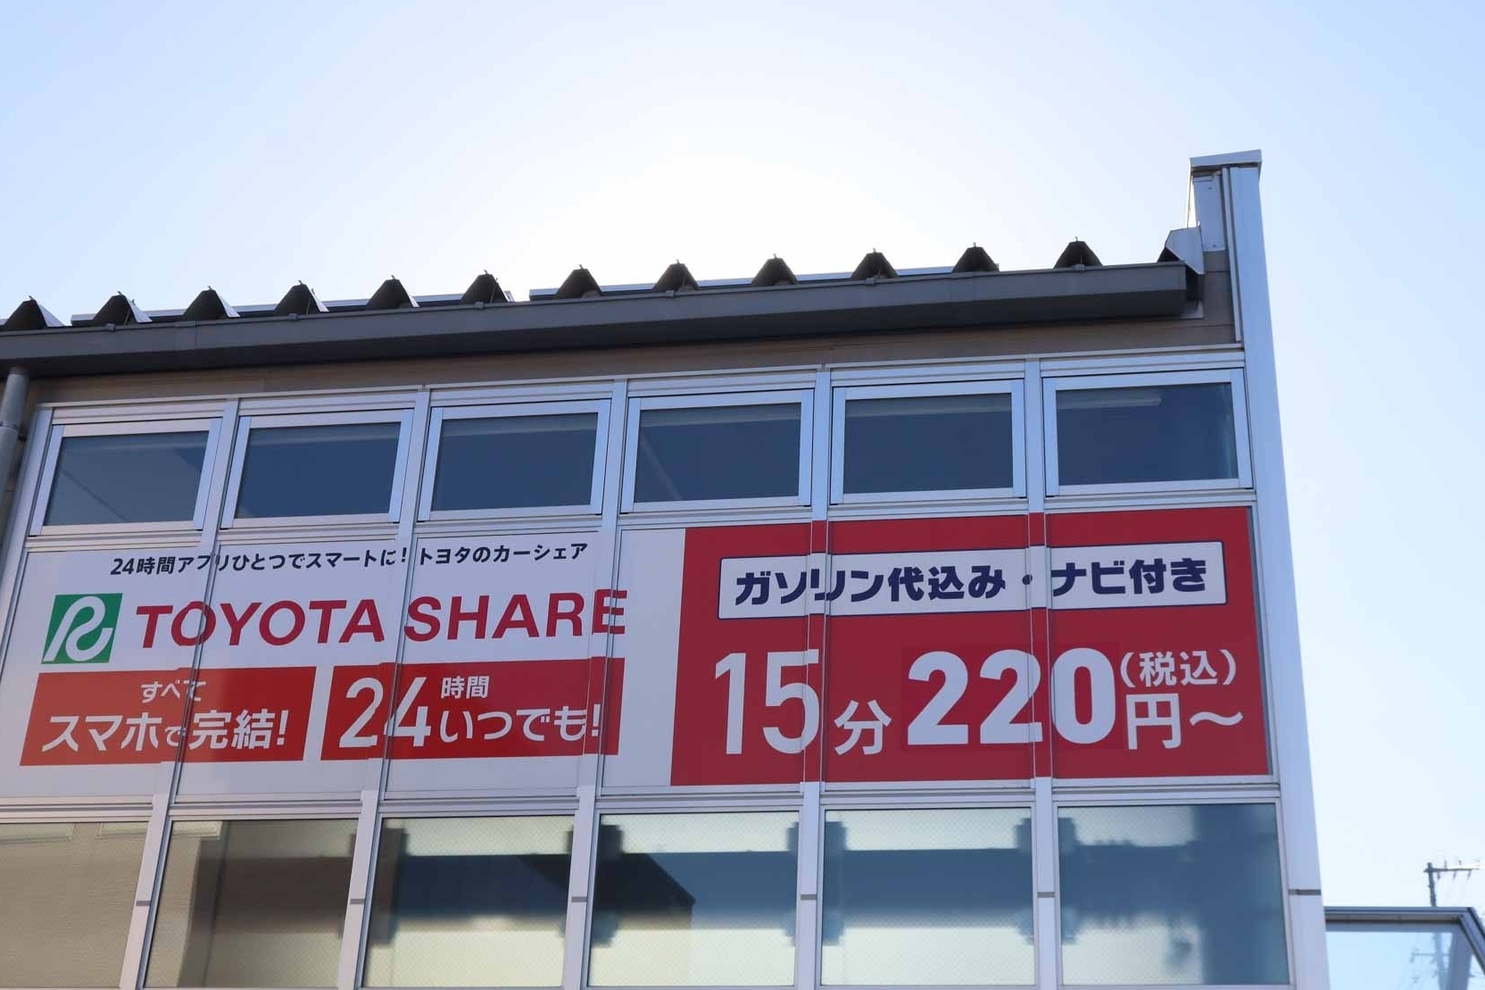 24時間アプリひとつでスマートに!トヨタのカーシェア
TOYOTA SHARE
すべて
スマホで完結!
24時間
いつでも!
ガソリン代込み・ナビ付き
15分220円〜(税込)